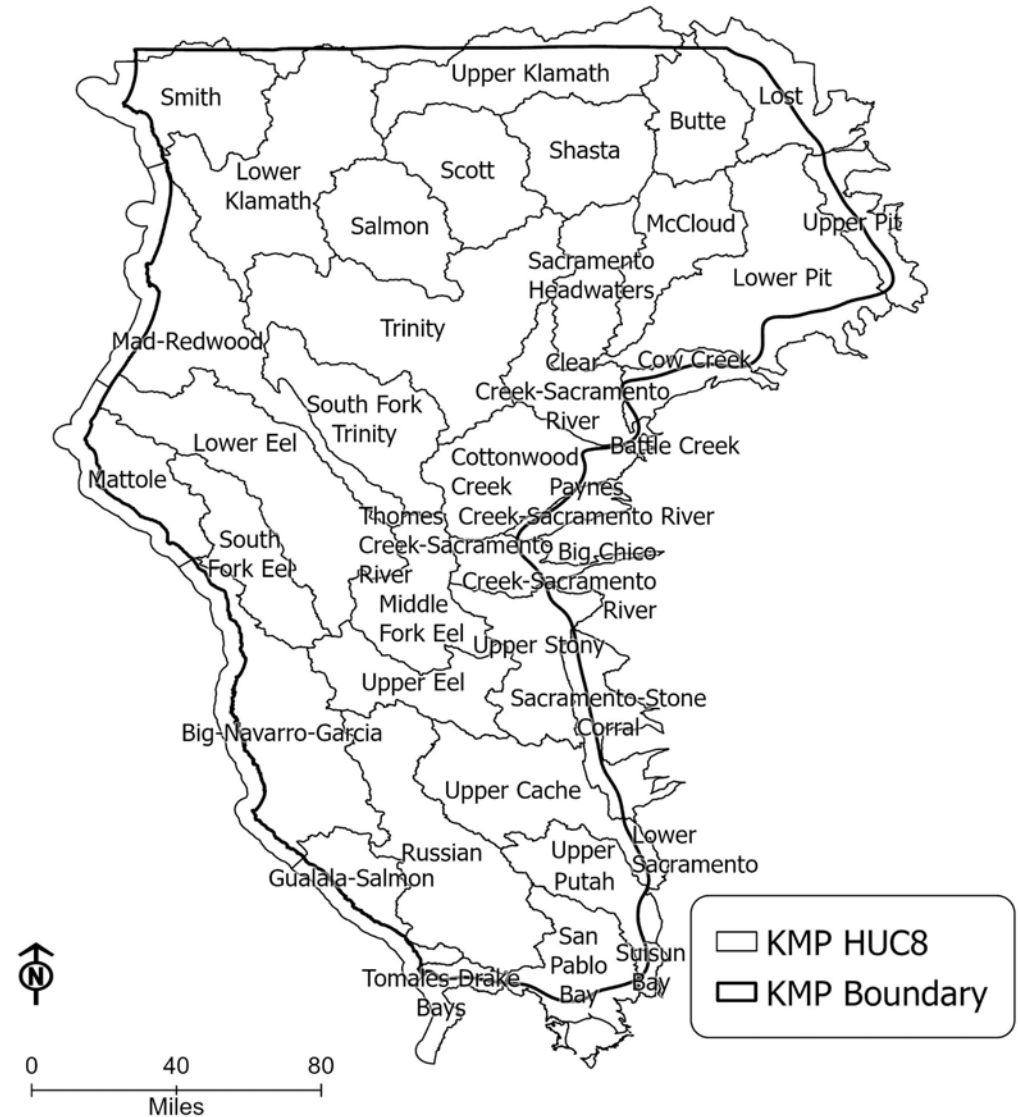 Upper Klamath
Smith
Lost
Butte
Shasta
Scott
Lower
Klamath
Salmon
McCloud
Upper Pit
Sacramento
Headwaters
Lower Pit
Trinity
Mad-Redwood
Clear
Creek-Sacramento
River
Cow Creek
South Fork
Trinity
Lower Eel
Battle Creek
Cottonwood
Creek
Mattole
Paynes
Creek-Sacramento River
Thomes
Creek-Sacramento
River
South
Fork Eel
Big Chico
Creek-Sacramento
River
Middle
Fork Eel
Upper Stony
Upper Eel
Sacramento-Stone
Corral
Big-Navarro-Garcia
Upper Cache
Lower
Sacramento
Russian
Upper
Putah
Gualala-Salmon
San
Pablo
Bay
Suisun
Bay
Tomales-Drake
Bays
KMP HUC8
KMP Boundary
N
0 40 80
Miles